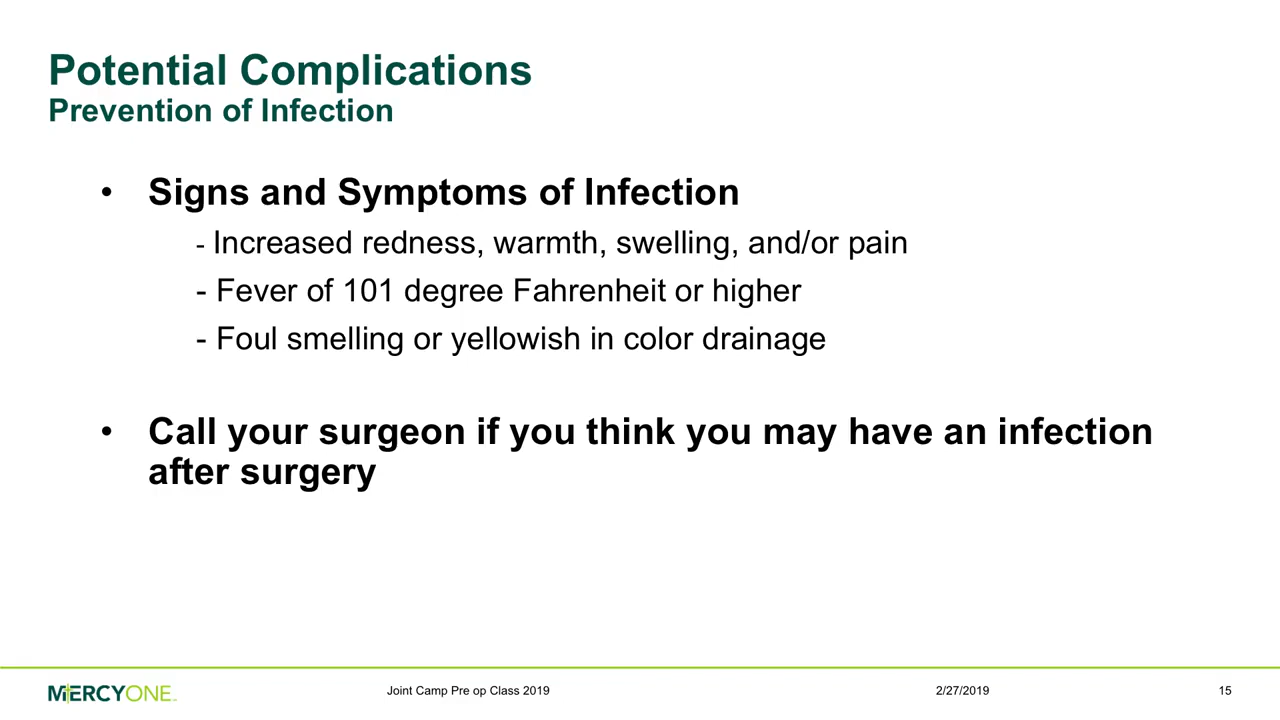 Potential Complications
Prevention of Infection
• Signs and Symptoms of Infection
- Increased redness, warmth, swelling, and/or pain
- Fever of 101 degree Fahrenheit or higher
- Foul smelling or yellowish in color drainage
• Call your surgeon if you think you may have an infection
after surgery
MERCYONE
Joint Camp Pre op Class 2019
2/27/2019
15